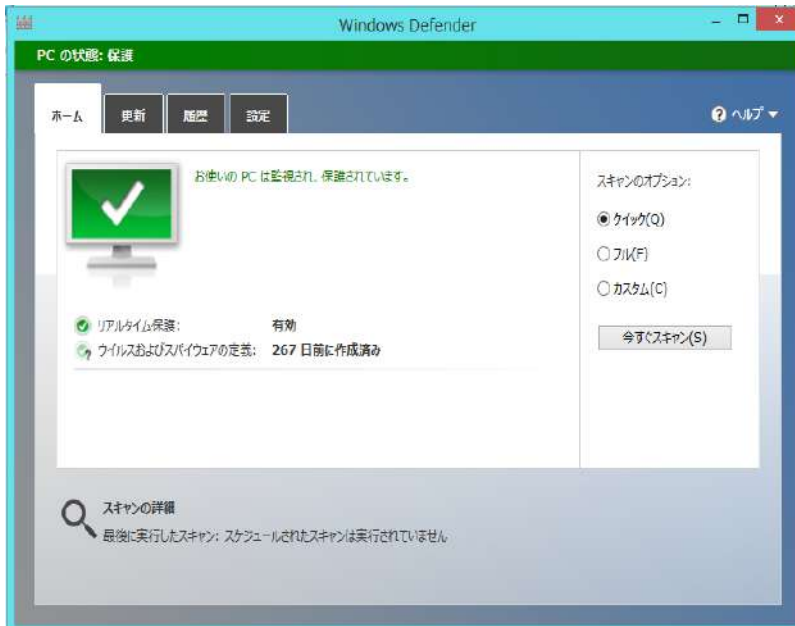 Windows Defender
PC の状態: 保護
ホーム
更新
履歴
設定
ヘルプ
お使いの PC は監視され、保護されています。
スキャンのオプション:
クイック(Q)
フル(F)
カスタム(C)
今すぐスキャン(S)
リアルタイム保護: 有効
ウイルスおよびスパイウェアの定義: 267 日前に作成済み
スキャンの詳細
最後に実行したスキャン: スケジュールされたスキャンは実行されていません